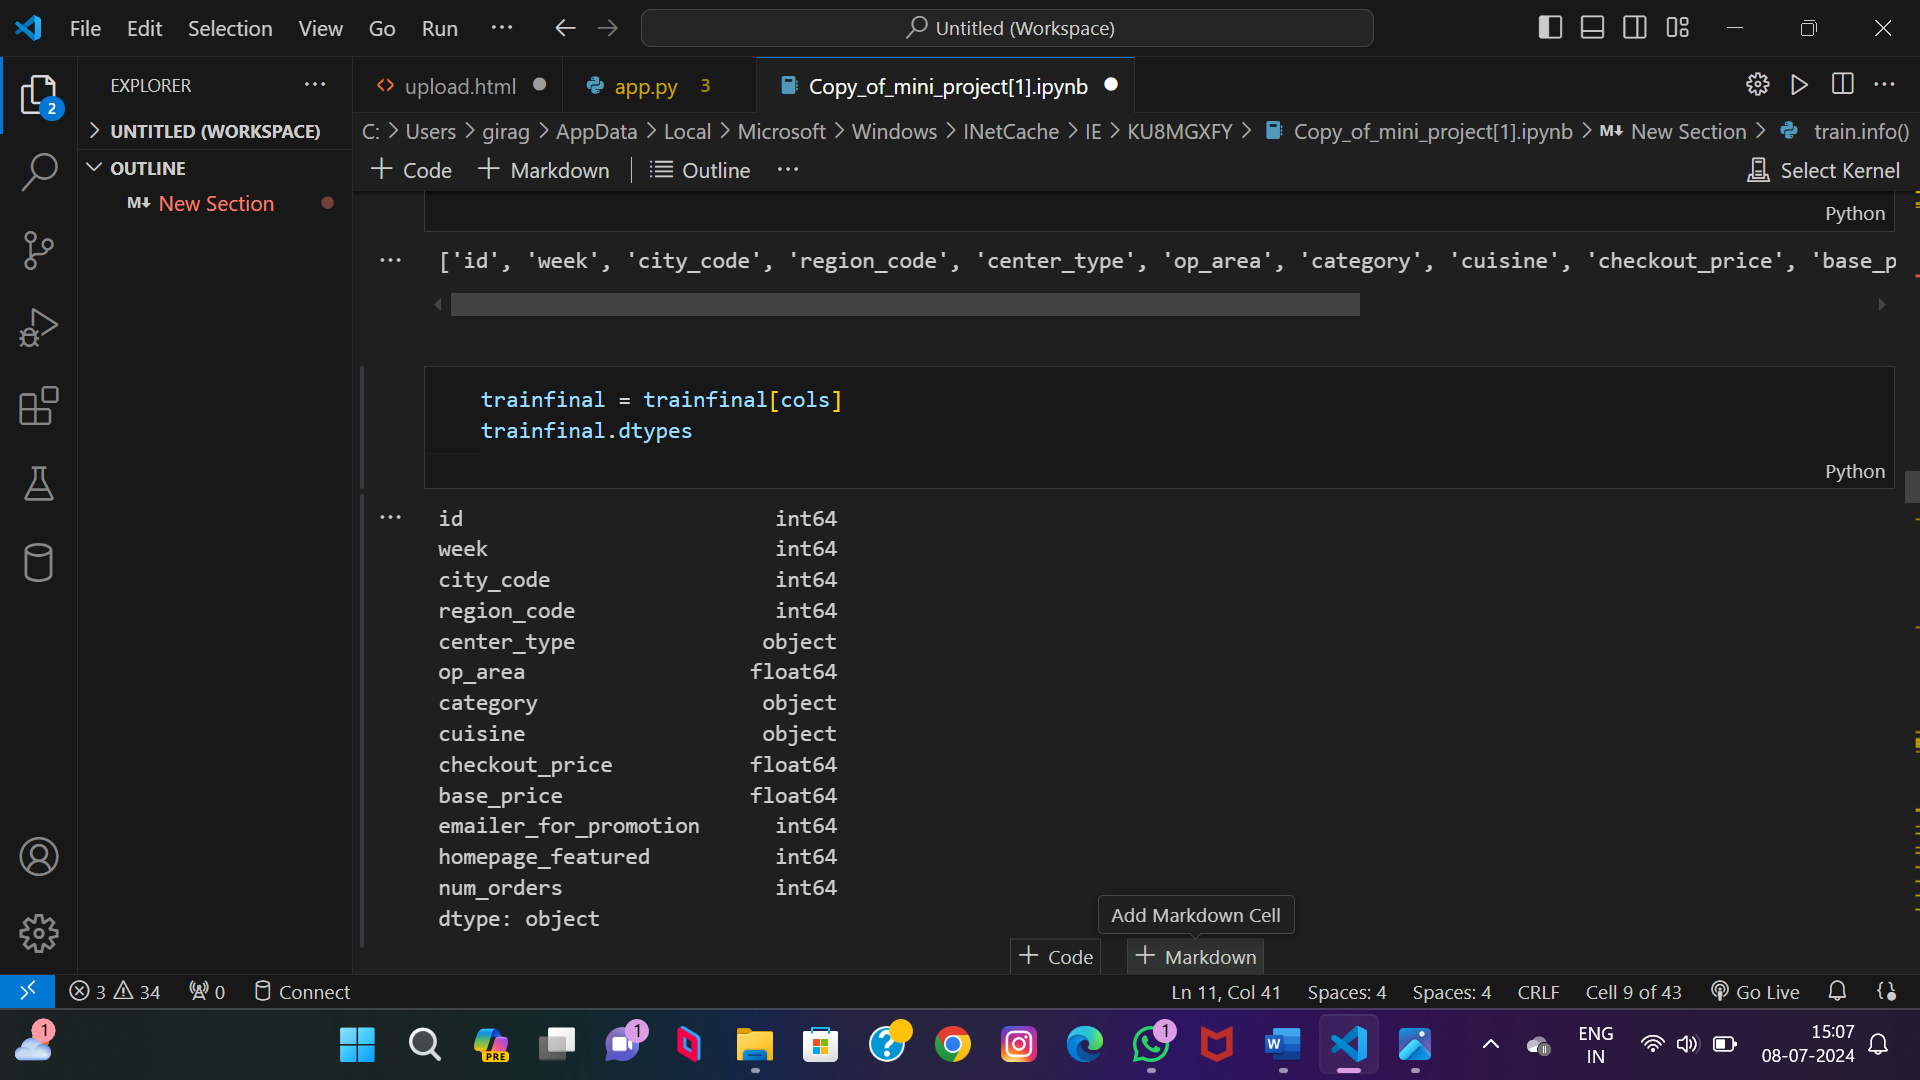 File Edit Selection View Go Run ... Untitled (Workspace)
EXPLORER ... upload.html app.py 3 Copy_of_mini_project[1].ipynb ...
UNTITLED (WORKSPACE) C: > Users > girag > AppData > Local > Microsoft > Windows > INetCache > IE > KU8MGXFY > Copy_of_mini_project[1].ipynb > M↓ New Section > train.info()
OUTLINE + Code + Markdown Outline ... Select Kernel
M↓ New Section
Python
... ['id', 'week', 'city_code', 'region_code', 'center_type', 'op_area', 'category', 'cuisine', 'checkout_price', 'base_p
trainfinal = trainfinal[cols]
trainfinal.dtypes
Python
... id int64
week int64
city_code int64
region_code int64
center_type object
op_area float64
category object
cuisine object
checkout_price float64
base_price float64
emailer_for_promotion int64
homepage_featured int64
num_orders int64
dtype: object
Add Markdown Cell
+ Code + Markdown
2
3 34 0 Connect Ln 11, Col 41 Spaces: 4 Spaces: 4 CRLF Cell 9 of 43 Go Live
1 PRE 1 1 W ENG 15:07
IN 08-07-2024